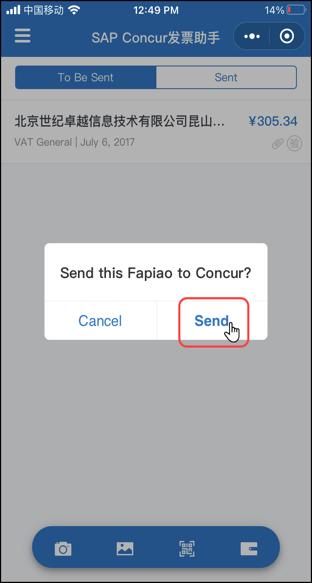 中国移动 12:49 PM 14%
SAP Concur发票助手
To Be Sent Sent
北京世纪卓越信息技术有限公司昆山... ¥305.34
VAT General | July 6, 2017 验
Send this Fapiao to Concur?
Cancel Send